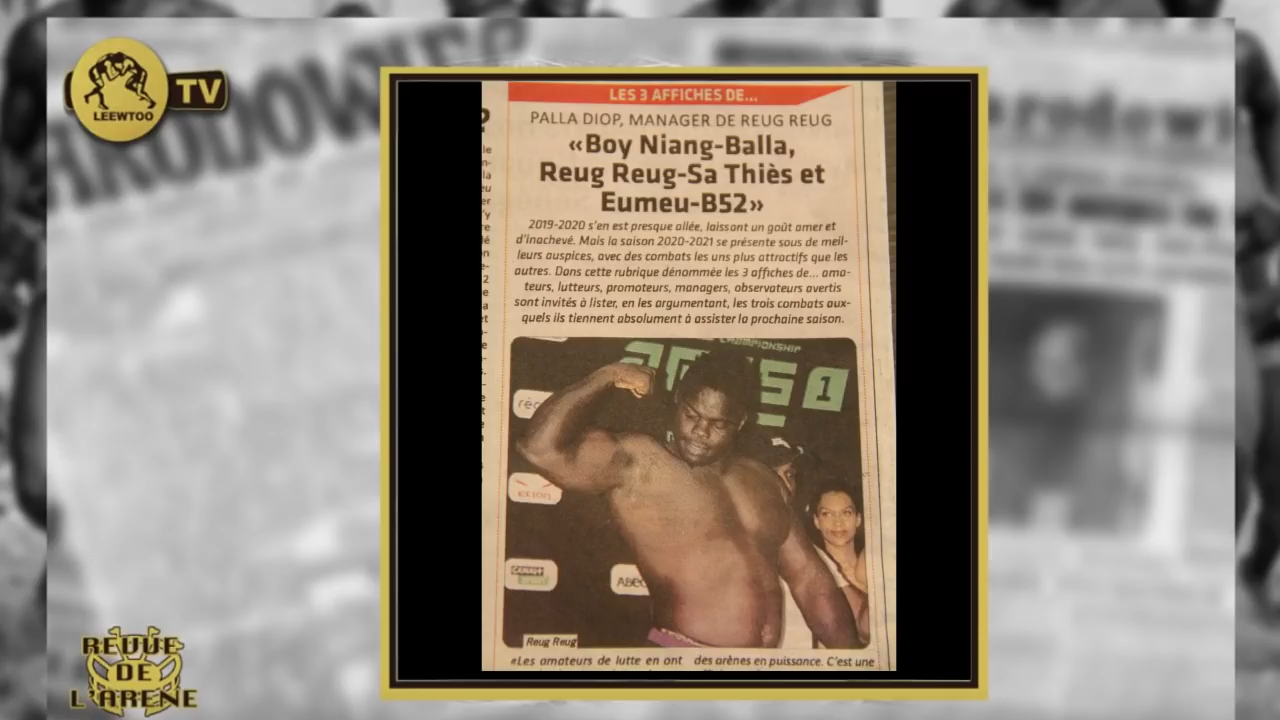 LEEWTOO
TV
LES 3 AFFICHES DE...
PALLA DIOP, MANAGER DE REUG REUG
«Boy Niang-Balla,
Reug Reug-Sa Thiès et
Eumeu-B52»
2019-2020 s'en est presque allée, laissant un goût amer et
d'inachevé. Mais la saison 2020-2021 se présente sous de meil-
leurs auspices, avec des combats les uns plus attractifs que les
autres. Dans cette rubrique dénommée les 3 affiches de... ama-
teurs, lutteurs, promoteurs, managers, observateurs avertis
sont invités à lister, en les argumentant, les trois combats aux-
quels ils tiennent absolument à assister la prochaine saison.
CHAMPIONSHIP
1
CANAL+
Reug Reug
«Les amateurs de lutte en ont
des arènes en puissance. C'est une
REVUE
DE
L'ARENE